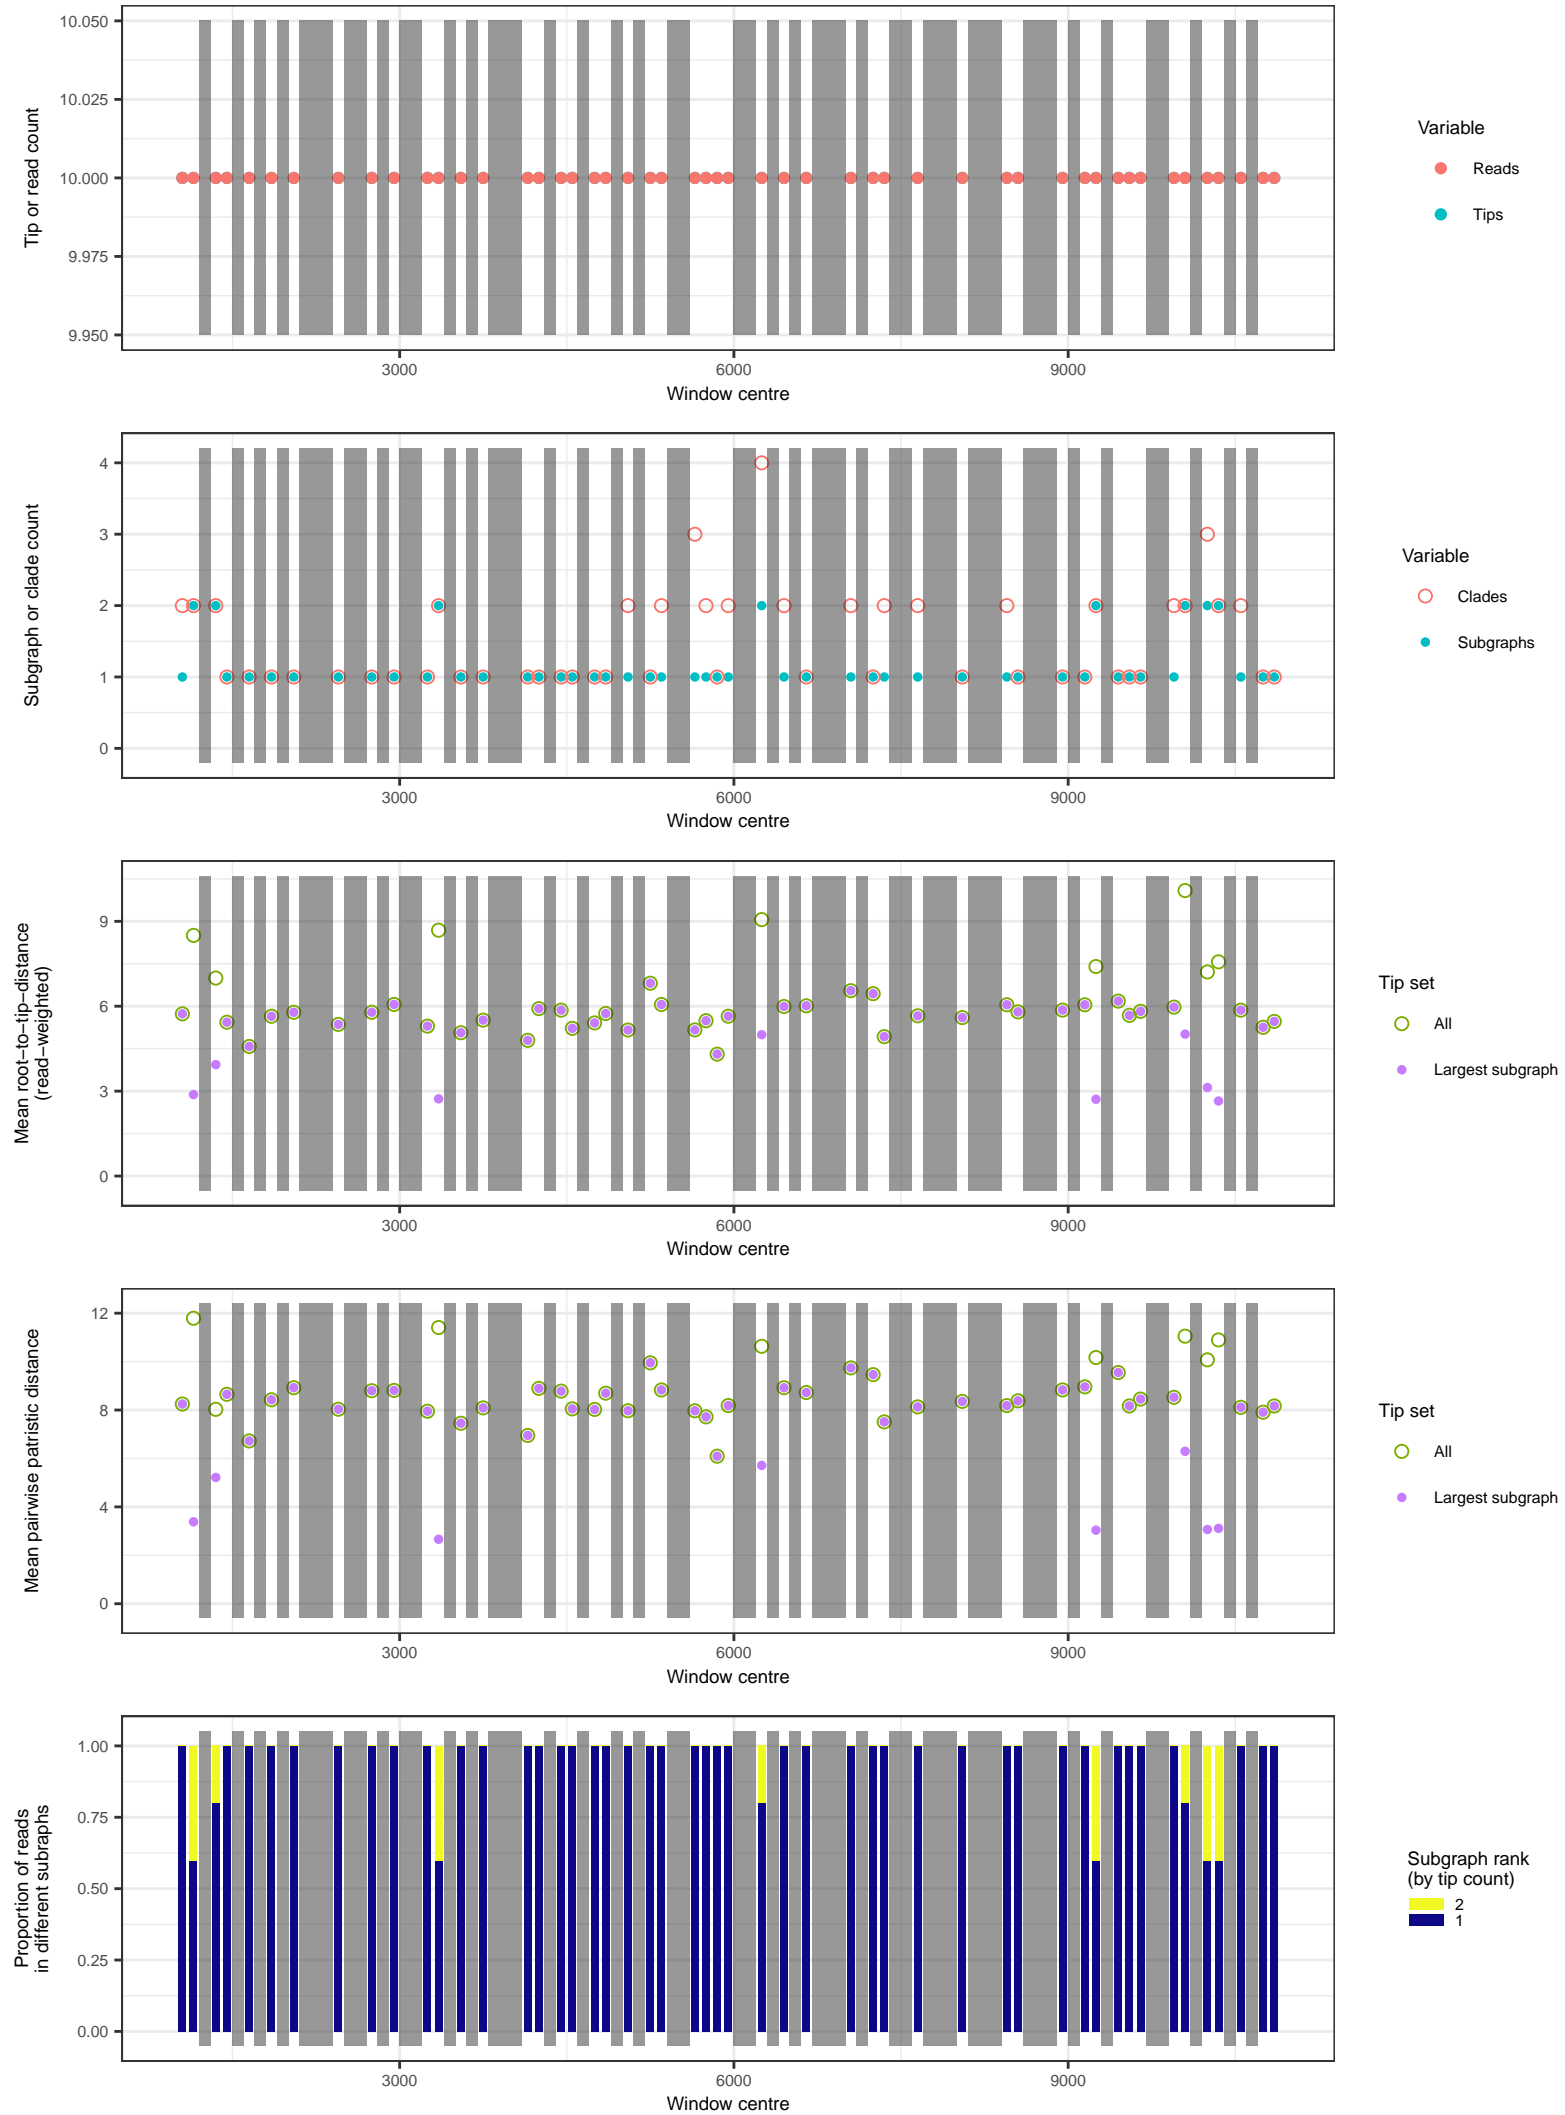 10.050
10.025
10.000
9.975
9.950
Tip or read count
3000
6000
9000
Window centre
Variable
Reads
Tips
4
3
2
1
0
Subgraph or clade count
3000
6000
9000
Window centre
Variable
Clades
Subgraphs
9
6
3
0
Mean root−to−tip−distance
(read−weighted)
3000
6000
9000
Window centre
Tip set
All
Largest subgraph
12
8
4
0
Mean pairwise patristic distance
3000
6000
9000
Window centre
Tip set
All
Largest subgraph
1.00
0.75
0.50
0.25
0.00
Proportion of reads
in different subraphs
3000
6000
9000
Window centre
Subgraph rank
(by tip count)
2
1